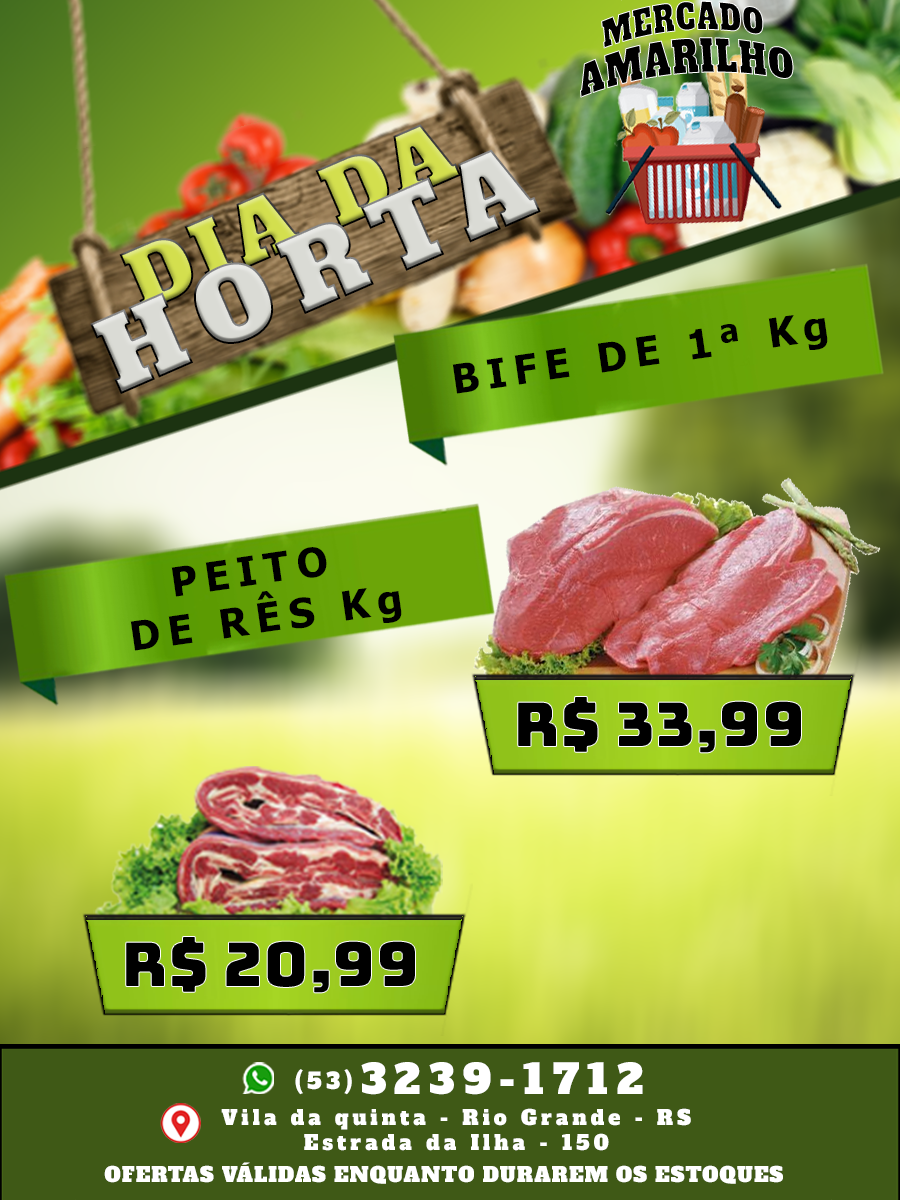 MERCADO
AMARILHO
DIA DA
HORTA
BIFE DE 1ª Kg
PEITO
DE RÊS Kg
R$ 33,99
R$ 20,99
(53) 3239-1712
Vila da quinta - Rio Grande - RS
Estrada da Ilha - 150
OFERTAS VÁLIDAS ENQUANTO DURAREM OS ESTOQUES